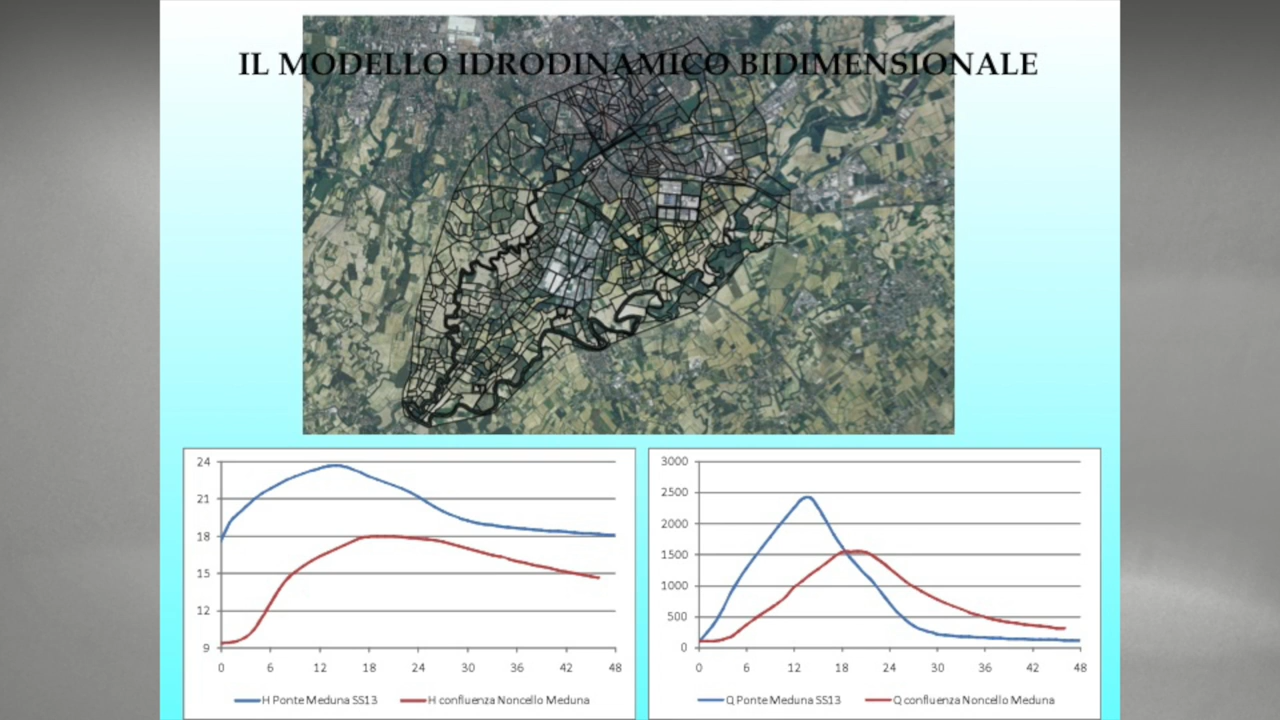 IL MODELLO IDRODINAMICO BIDIMENSIONALE
24
21
18
15
12
9
0 6 12 18 24 30 36 42 48
H Ponte Meduna SS13 H confluenza Noncello Meduna
3000
2500
2000
1500
1000
500
0
0 6 12 18 24 30 36 42 48
Q Ponte Meduna SS13 Q confluenza Noncello Meduna